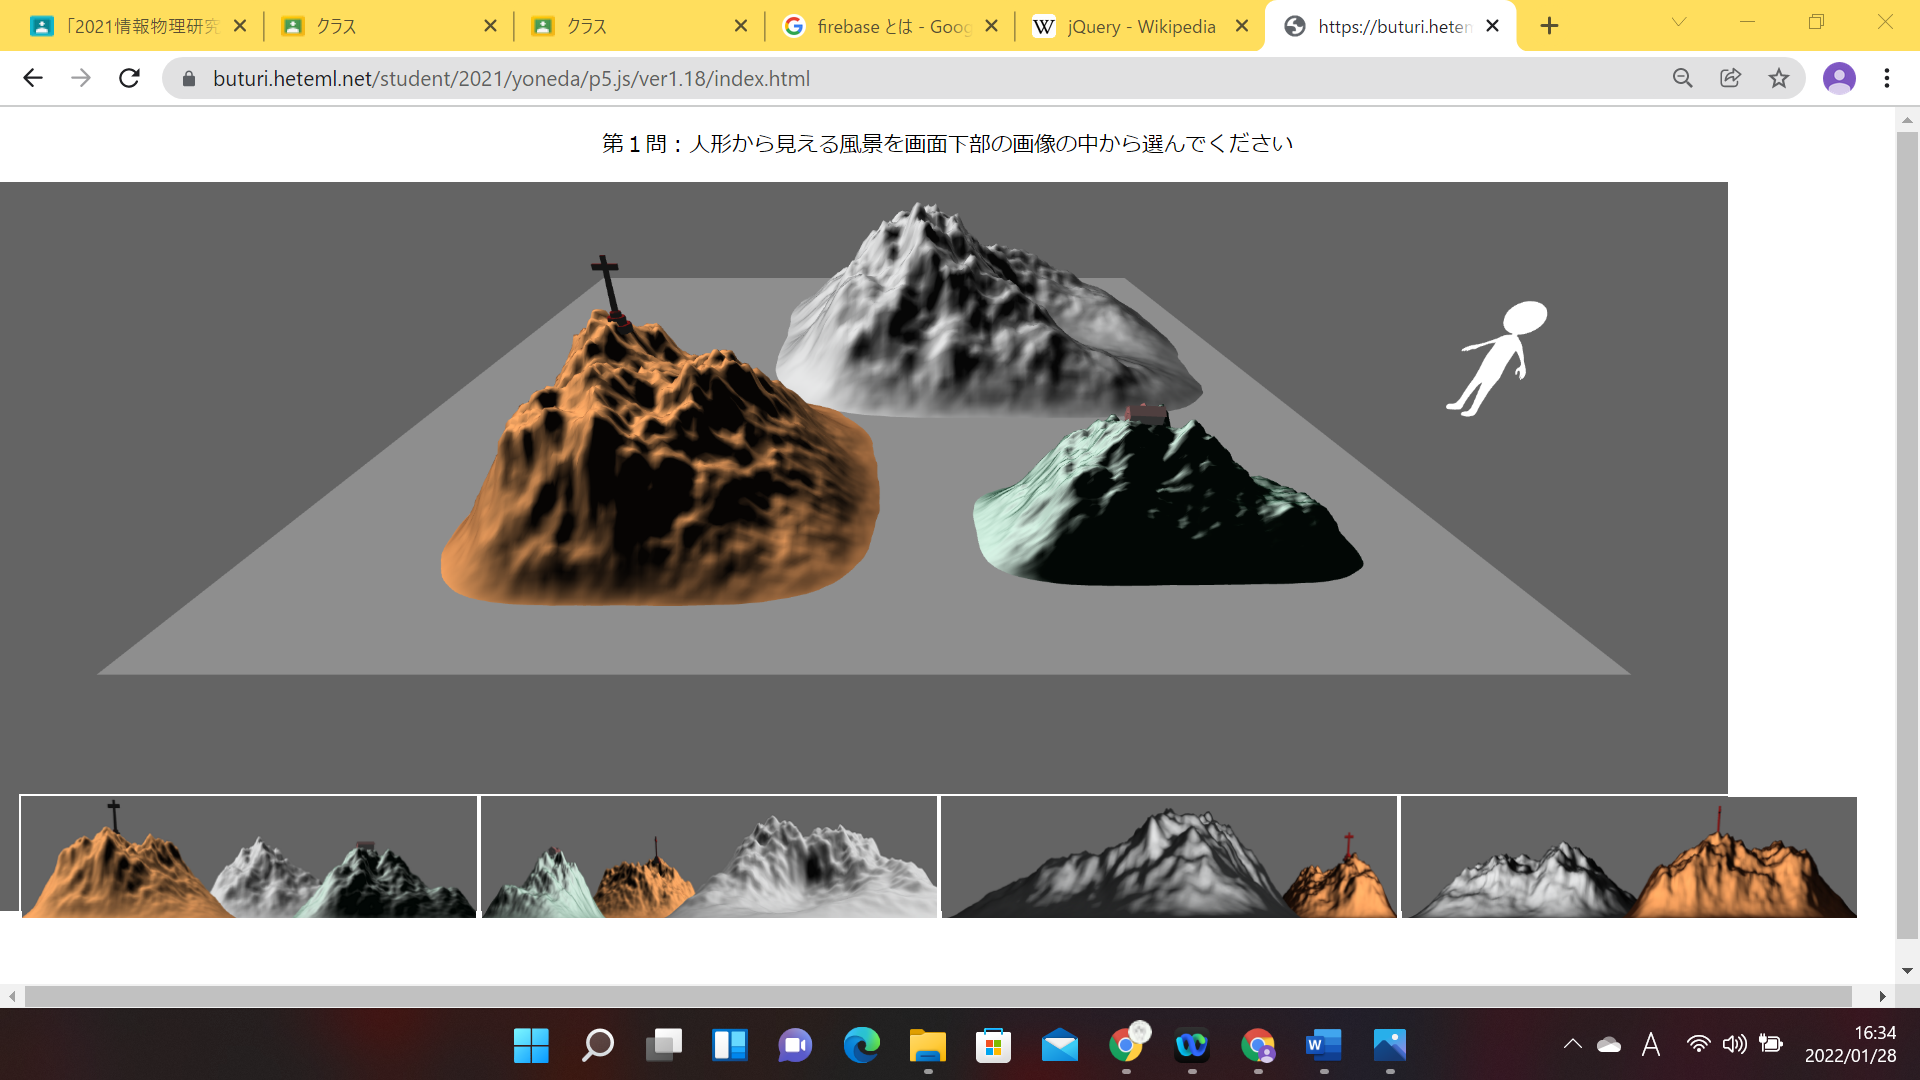 「2021情報物理研究
クラス
クラス
firebase とは - Goog
jQuery - Wikipedia
https://buturi.heten
buturi.heteml.net/student/2021/yoneda/p5.js/ver1.18/index.html
第１問：人形から見える風景を画面下部の画像の中から選んでください
A
16:34
2022/01/28